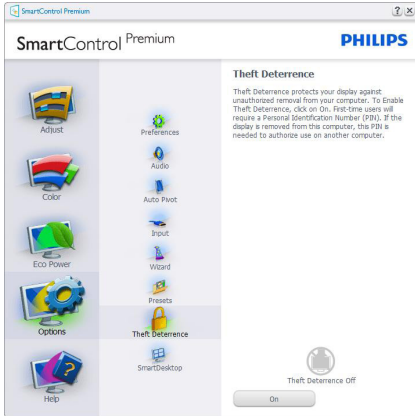 SmartControl Premium
SmartControl Premium
PHILIPS
Adjust
Color
Eco Power
Options
Help
Preferences
Audio
Auto Pivot
Input
Wizard
Presets
Theft Deterrence
SmartDesktop
Theft Deterrence
Theft Deterrence protects your display against
unauthorized removal from your computer. To Enable
Theft Deterrence, click on On. First-time users will
require a Personal Identification Number (PIN). If the
display is removed from this computer, this PIN is
needed to authorize use on another computer.
Theft Deterrence Off
On